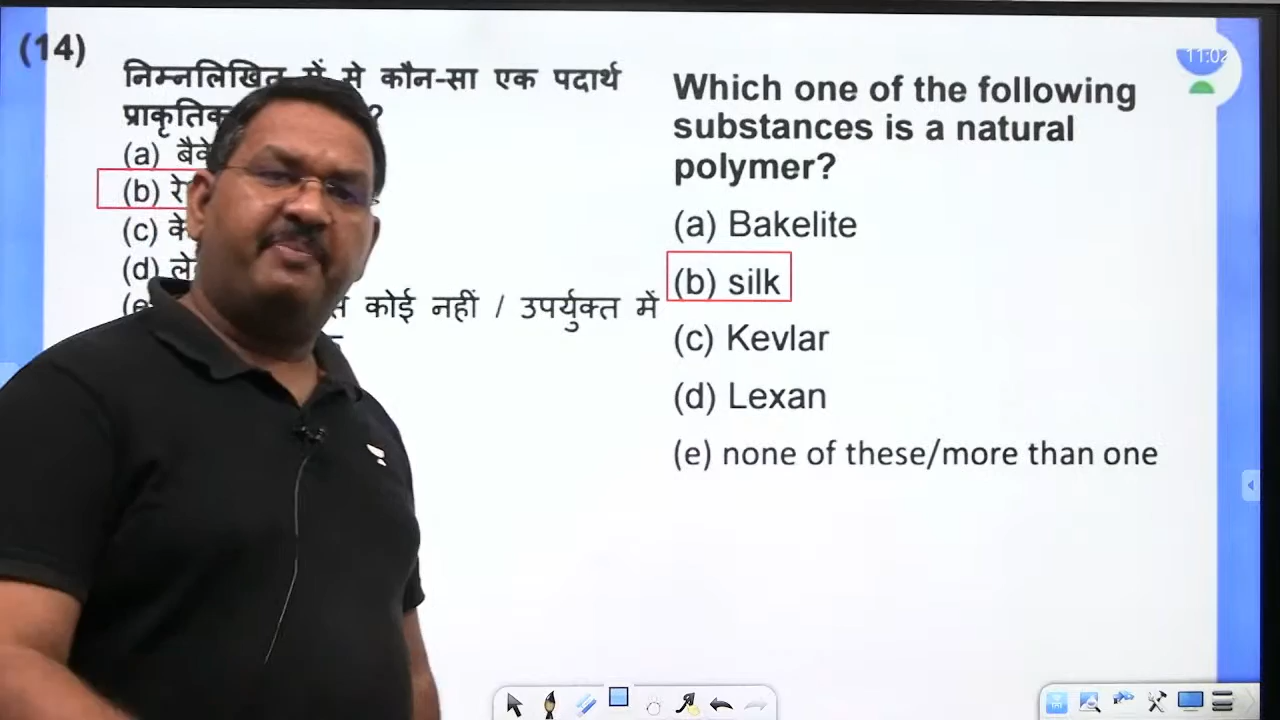 (14)
निम्नलिखित में से कौन-सा एक पदार्थ
प्राकृतिक ?
(a)
(b)
(c)
(d)
कोई नहीं / उपर्युक्त में
Which one of the following
substances is a natural
polymer?
(a) Bakelite
(b) silk
(c) Kevlar
(d) Lexan
(e) none of these/more than one
11:02